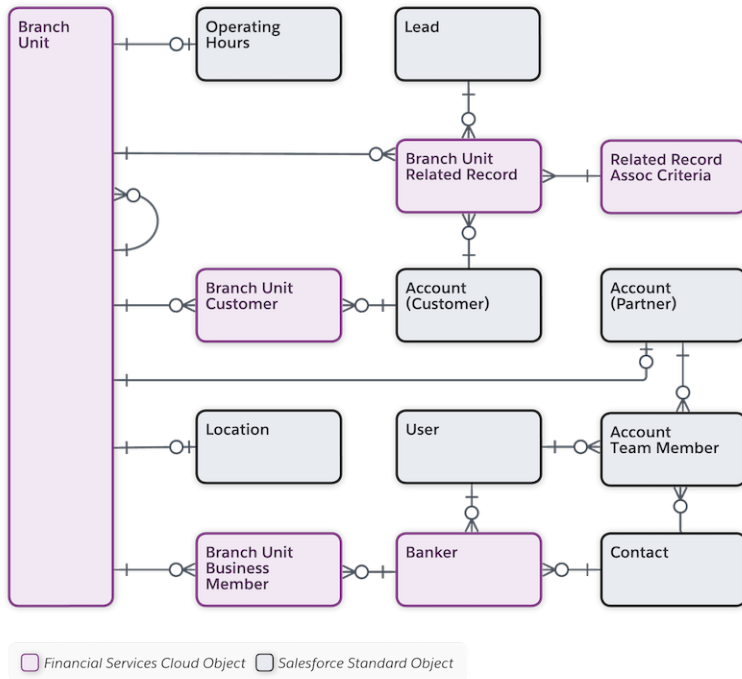 Branch
Unit
Operating
Hours
Lead
Branch Unit
Related Record
Related Record
Assoc Criteria
Branch Unit
Customer
Account
(Customer)
Account
(Partner)
Location
User
Account
Team Member
Branch Unit
Business
Member
Banker
Contact
Financial Services Cloud Object
Salesforce Standard Object